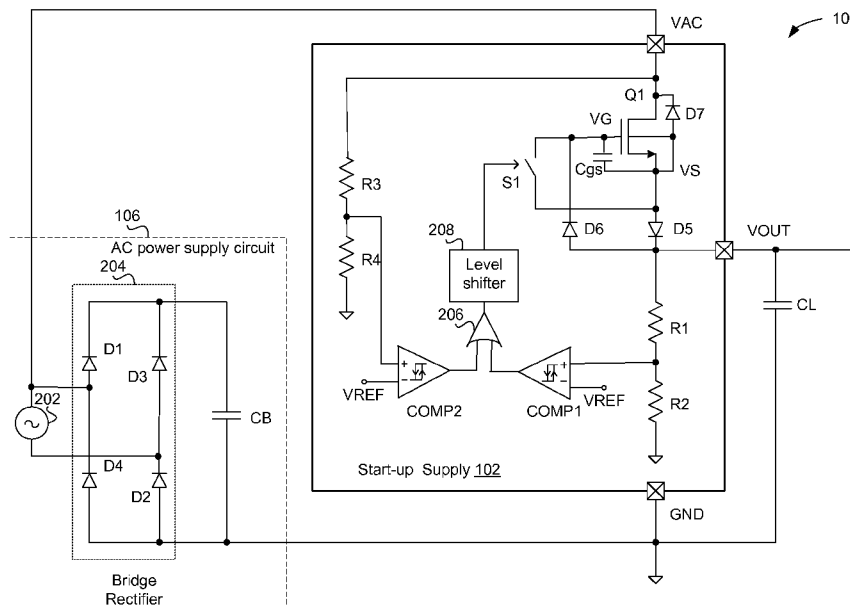 VAC
10
Q1
D7
VG
Cgs
VS
S1
R3
D6
D5
VOUT
106
AC power supply circuit
R4
208
Level
shifter
204
CL
206
R1
D1
D3
VREF
COMP2
COMP1
VREF
R2
202
CB
D4
D2
Start-up Supply 102
GND
Bridge
Rectifier